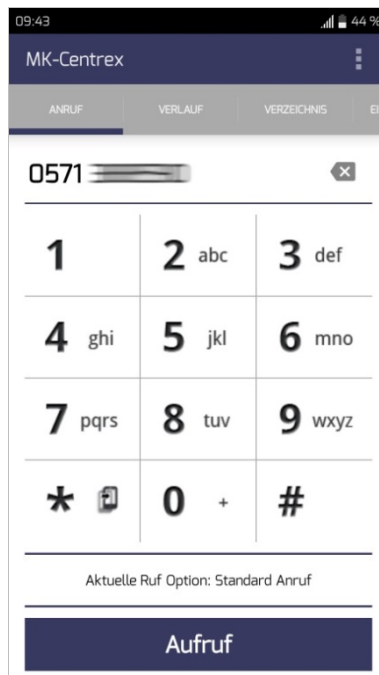 09:43 44 %
MK-Centrex
ANRUF VERLAUF VERZEICHNIS EI
0571
1 2 abc 3 def
4 ghi 5 jkl 6 mno
7 pqrs 8 tuv 9 wxyz
* 0 + #
Aktuelle Ruf Option: Standard Anruf
Aufruf